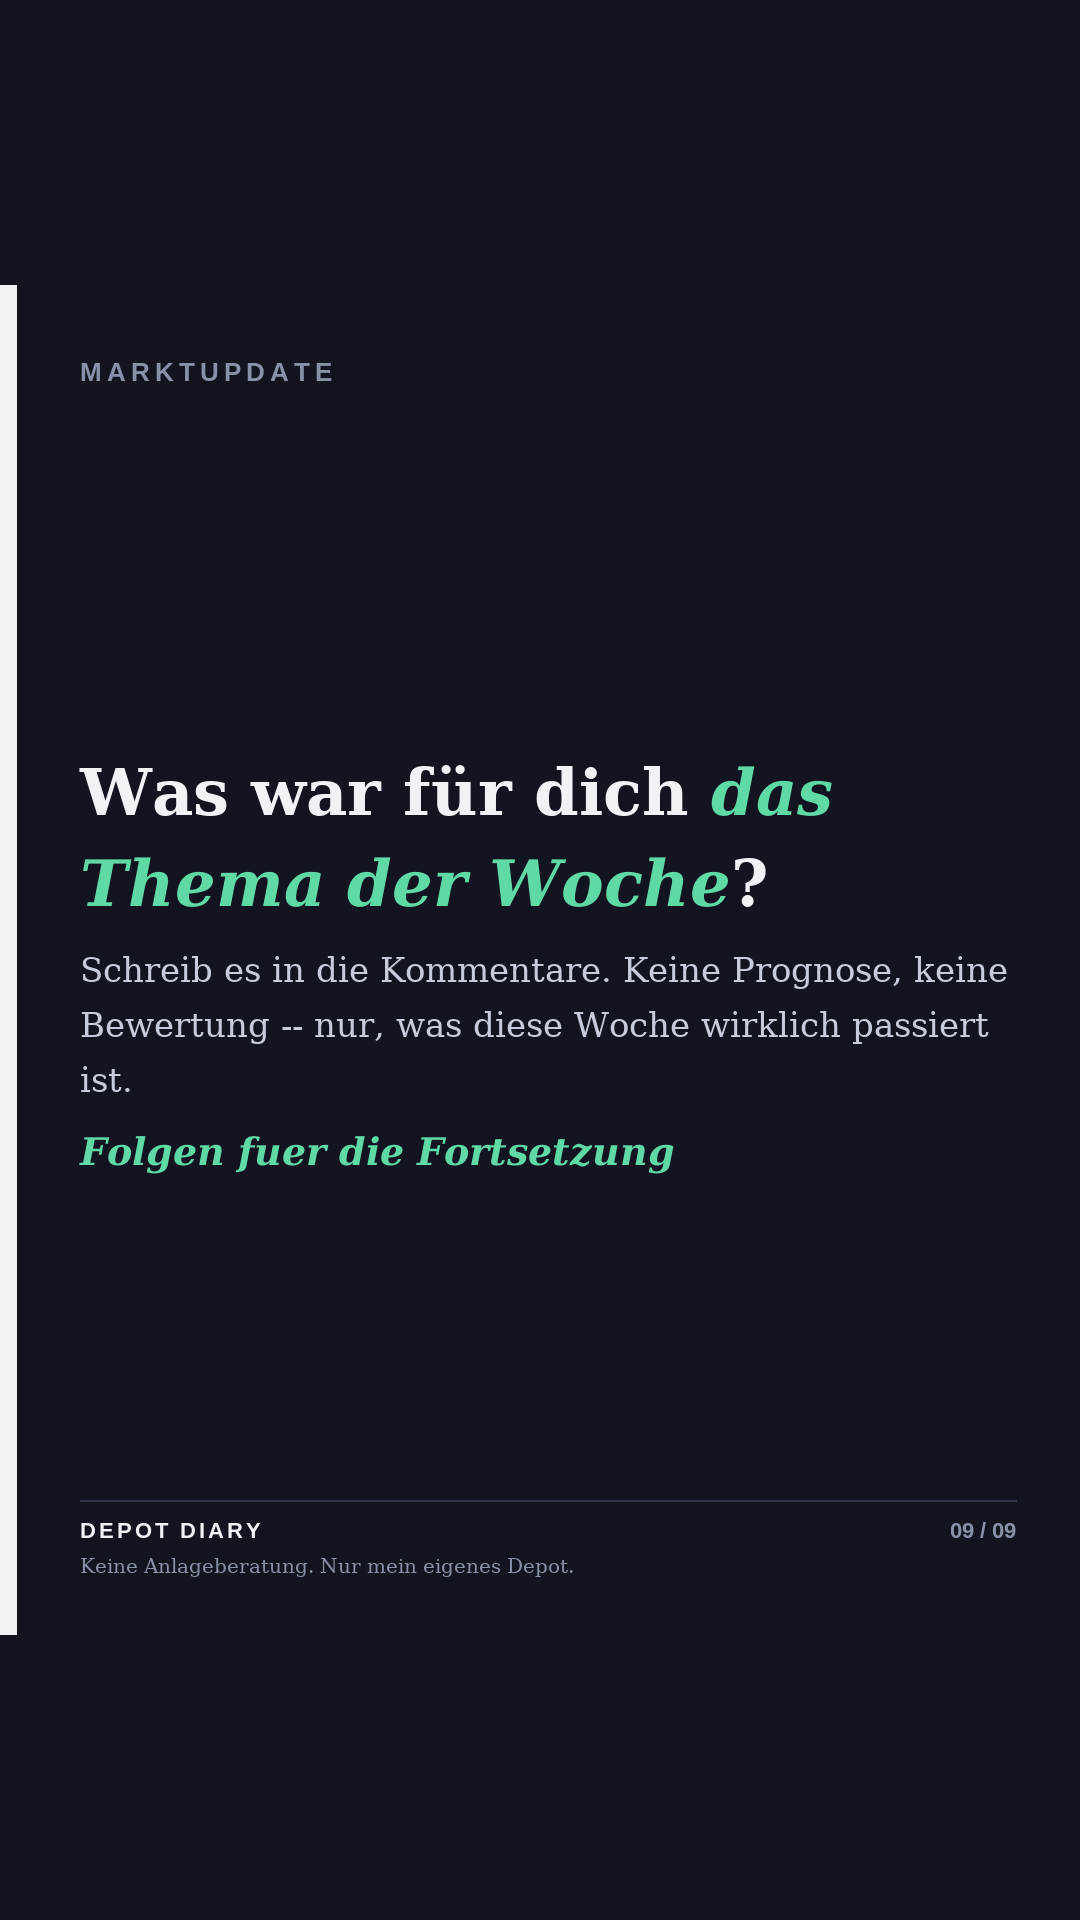 MARKTUPDATE
Was war für dich das
Thema der Woche?
Schreib es in die Kommentare. Keine Prognose, keine
Bewertung -- nur, was diese Woche wirklich passiert
ist.
Folgen fuer die Fortsetzung
DEPOT DIARY
09 / 09
Keine Anlageberatung. Nur mein eigenes Depot.